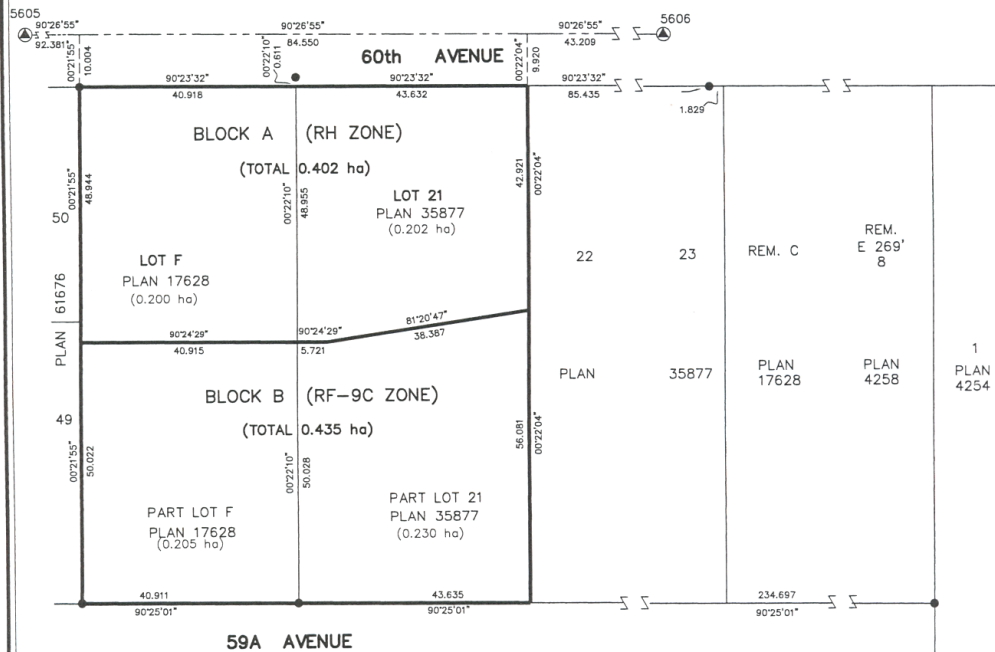 5605
90°26'55"
92.381
90°26'55"
84.550
90°26'55"
43.209
5606
60th AVENUE
00°21'55"
10.004
00°22'10"
0.611
00°22'04"
9.920
90°23'32"
40.918
90°23'32"
43.632
90°23'32"
85.435
1.829
BLOCK A (RH ZONE)
(TOTAL 0.402 ha)
00°21'55"
48.944
00°22'10"
48.955
42.921
00°22'04"
LOT 21
PLAN 35877
(0.202 ha)
LOT F
PLAN 17628
(0.200 ha)
50
PLAN 61676
49
22
23
REM. C
REM.
E 269'
8
90°24'29"
40.915
90°24'29"
5.721
81°20'47"
38.387
PLAN
35877
PLAN
17628
PLAN
4258
1
PLAN
4254
BLOCK B (RF-9C ZONE)
(TOTAL 0.435 ha)
00°21'55"
50.022
00°22'10"
50.028
56.081
00°22'04"
PART LOT F
PLAN 17628
(0.205 ha)
PART LOT 21
PLAN 35877
(0.230 ha)
40.911
90°25'01"
43.635
90°25'01"
234.697
90°25'01"
59A AVENUE